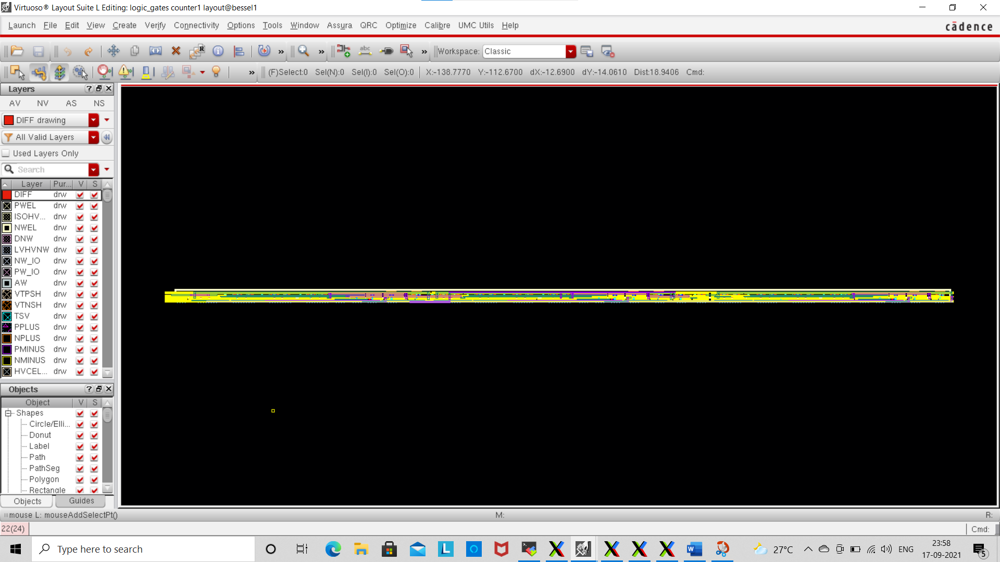 Virtuoso® Layout Suite L Editing: logic_gates counter1 layout@bessel1
Launch File Edit View Create Verify Connectivity Options Tools Window Assura QRC Optimize Calibre UMC Utils Help
cādence
R » » abc » Workspace: Classic
» (F)Select:0 Sel(N):0 Sel(I):0 Sel(O):0 X:-138.7770 Y:-112.6700 dX:-12.6900 dY:-14.0610 Dist:18.9406 Cmd:
Layers
AV NV AS NS
DIFF drawing
All Valid Layers
Used Layers Only
Search
Layer Pur... V S
DIFF drw
PWEL drw
ISOHV... drw
NWEL drw
DNW drw
LVHVNW drw
NW_IO drw
PW_IO drw
AW drw
VTPSH drw
VTNSH drw
TSV drw
PPLUS drw
NPLUS drw
PMINUS drw
NMINUS drw
HVCEL... drw
Objects
Object V S
Shapes
Circle/Elli...
Donut
Label
Path
PathSeg
Polygon
Rectangle
Objects Guides
mouse L: mouseAddSelectPt() M: R:
22(24) Cmd:
Type here to search
27°C ENG 23:58
17-09-2021 5